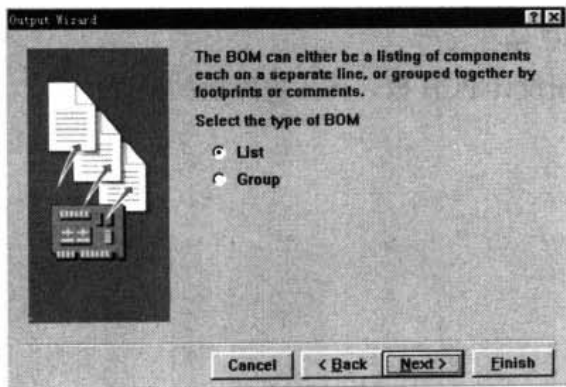 Output Wizard
The BOM can either be a listing of components
each on a separate line, or grouped together by
footprints or comments.
Select the type of BOM
List
Group
Cancel
< Back
Next >
Finish